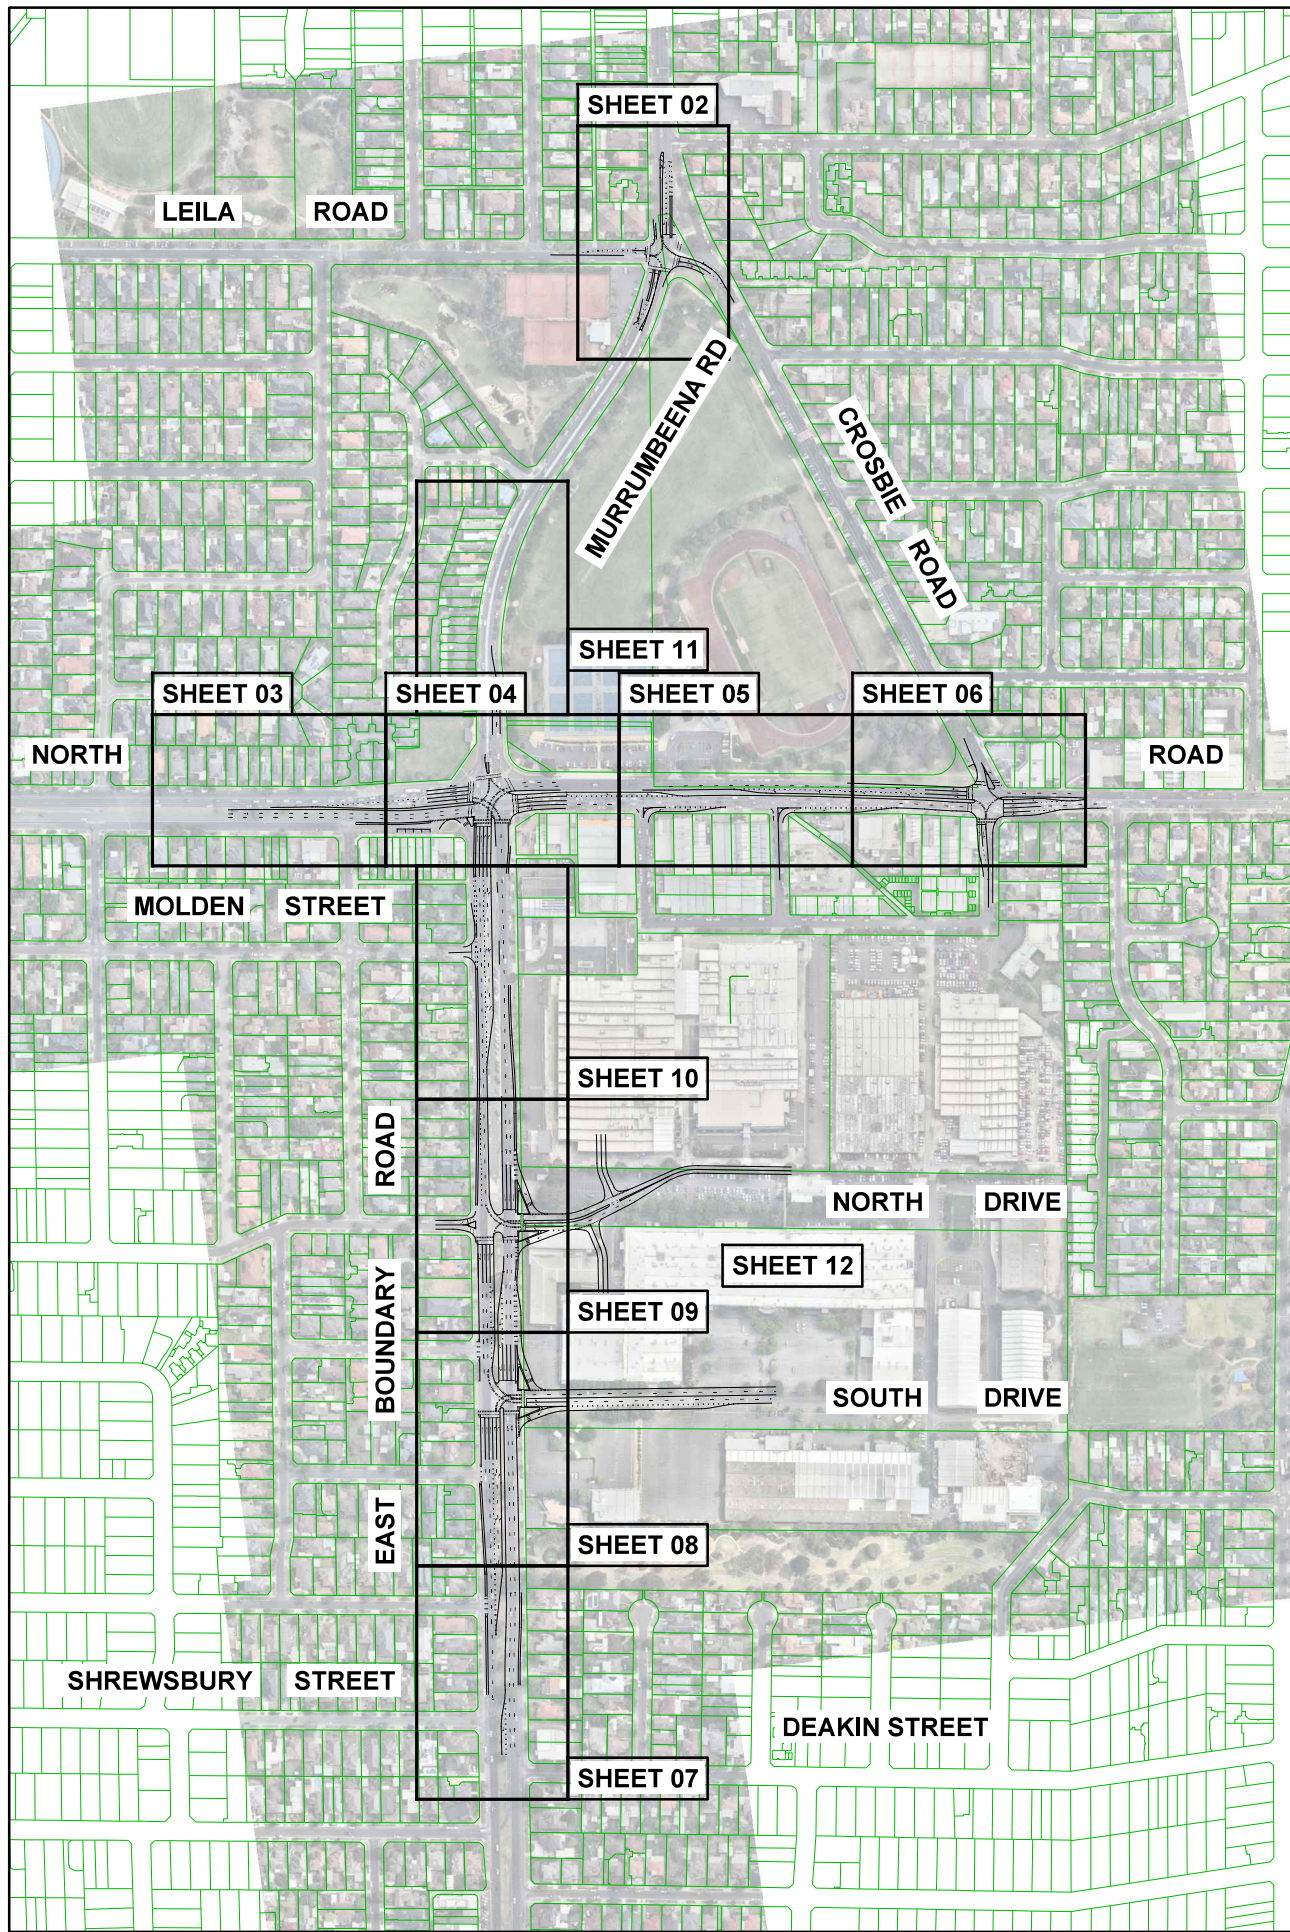 SHEET 02
LEILA ROAD
MURRUMBEENA RD
CROSBIE ROAD
SHEET 11
SHEET 03
SHEET 04
SHEET 05
SHEET 06
NORTH ROAD
MOLDEN STREET
SHEET 10
NORTH DRIVE
SHEET 12
SHEET 09
EAST BOUNDARY ROAD
SOUTH DRIVE
SHEET 08
SHREWSBURY STREET
DEAKIN STREET
SHEET 07